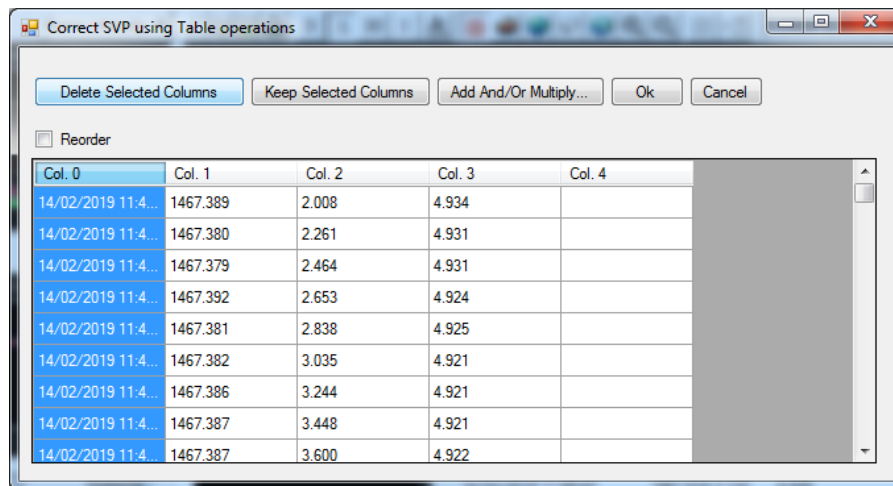 Correct SVP using Table operations
Delete Selected Columns Keep Selected Columns Add And/Or Multiply... Ok Cancel
Reorder
Col. 0 Col. 1 Col. 2 Col. 3 Col. 4
14/02/2019 11:4... 1467.389 2.008 4.934
14/02/2019 11:4... 1467.380 2.261 4.931
14/02/2019 11:4... 1467.379 2.464 4.931
14/02/2019 11:4... 1467.392 2.653 4.924
14/02/2019 11:4... 1467.381 2.838 4.925
14/02/2019 11:4... 1467.382 3.035 4.921
14/02/2019 11:4... 1467.386 3.244 4.921
14/02/2019 11:4... 1467.387 3.448 4.921
14/02/2019 11:4... 1467.387 3.600 4.922